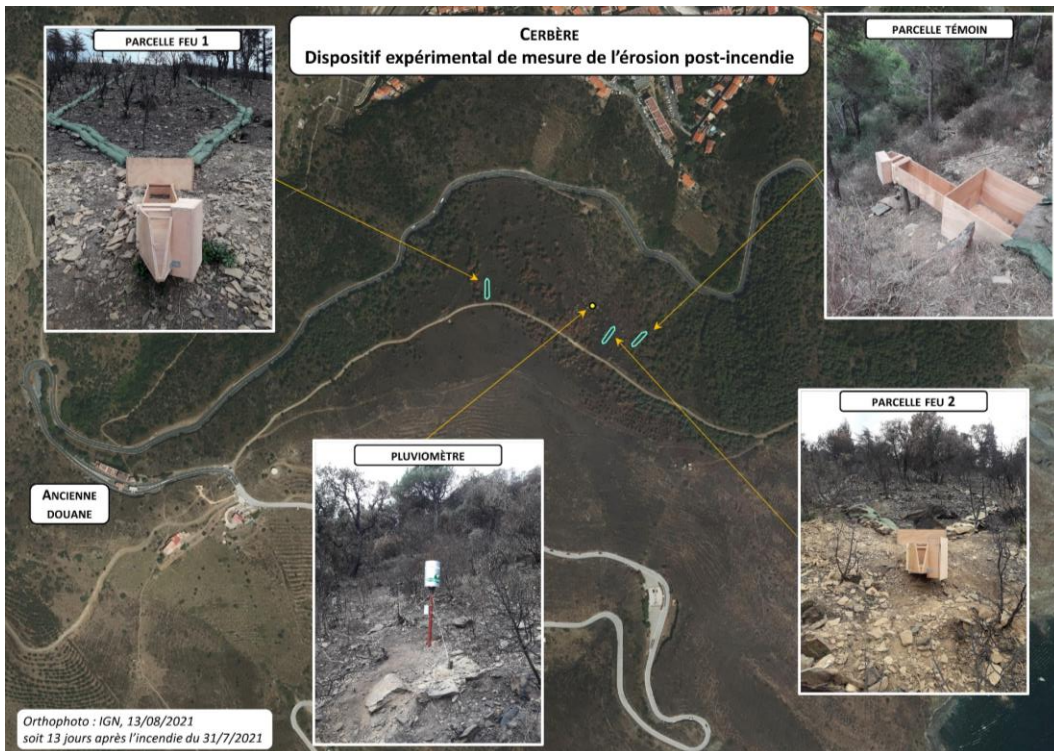 CERBÈRE
Dispositif expérimental de mesure de l'érosion post-incendie
PARCELLE FEU 1
PARCELLE TÉMOIN
PARCELLE FEU 2
PLUVIOMÈTRE
ANCIENNE
DOUANE
Orthophoto : IGN, 13/08/2021
soit 13 jours après l'incendie du 31/7/2021